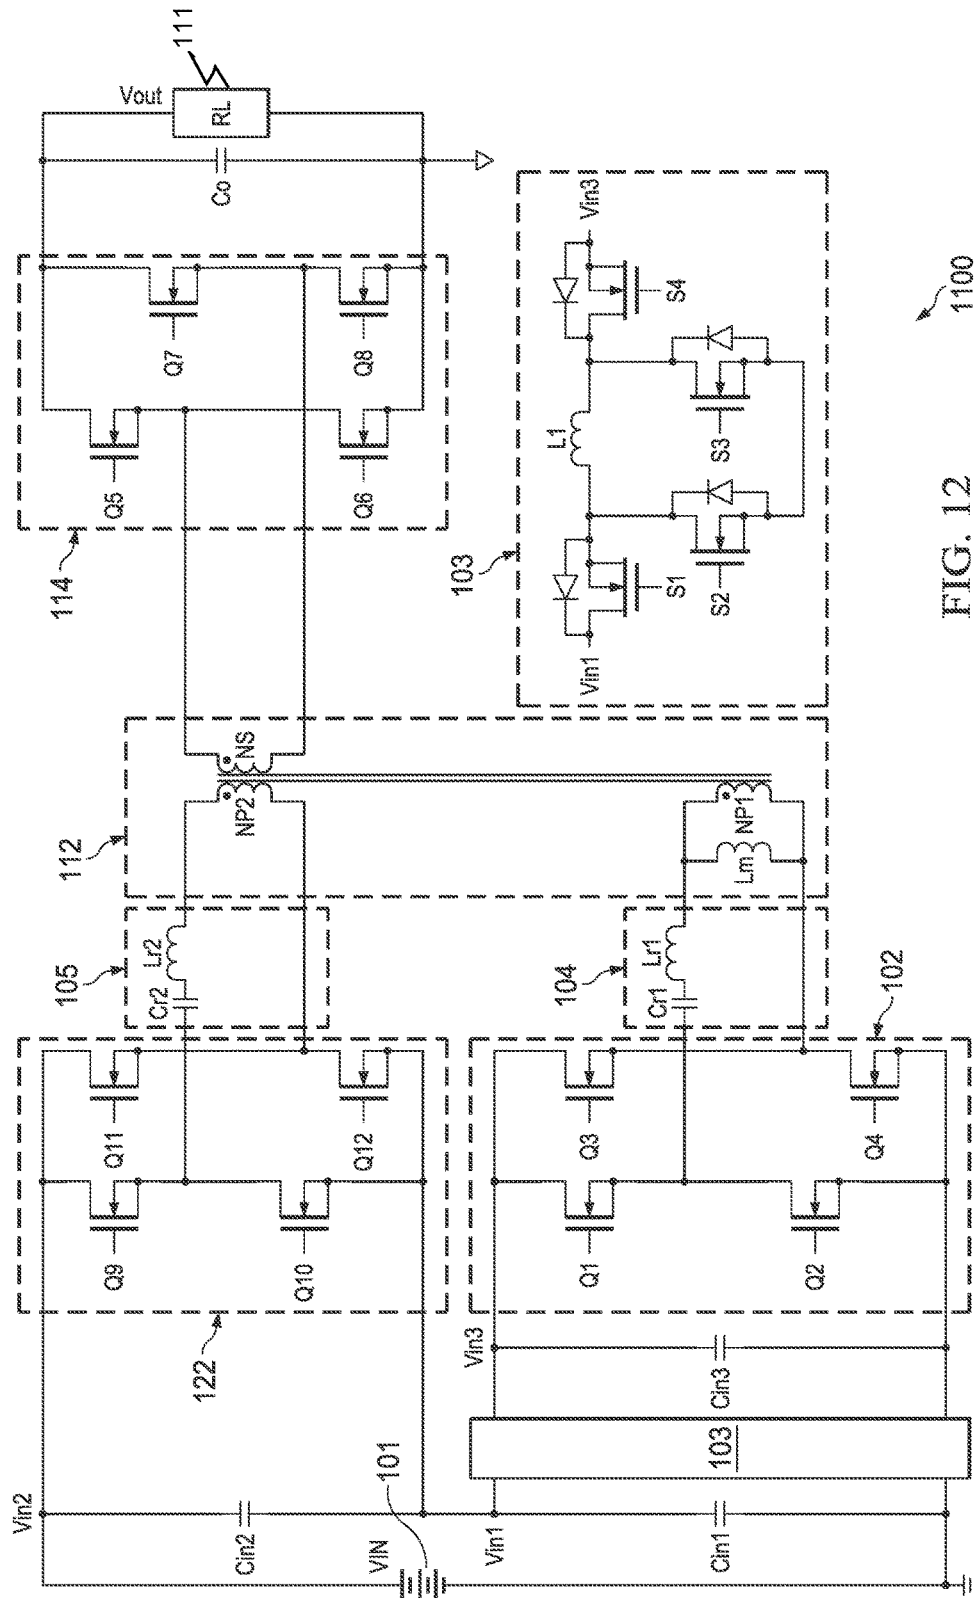 Vin2
Cin2
VIN
101
Vin1
Cin1
103
Vin3
Cin3
122
Q9
Q11
Q10
Q12
Q1
Q3
Q2
Q4
102
105
Cr2
Lr2
104
Cr1
Lr1
112
NP2
NS
Lm
NP1
114
Q5
Q7
Q6
Q8
Co
Vout
RL
111
103
Vin1
S1
S2
L1
S3
S4
Vin3
1100
FIG. 12